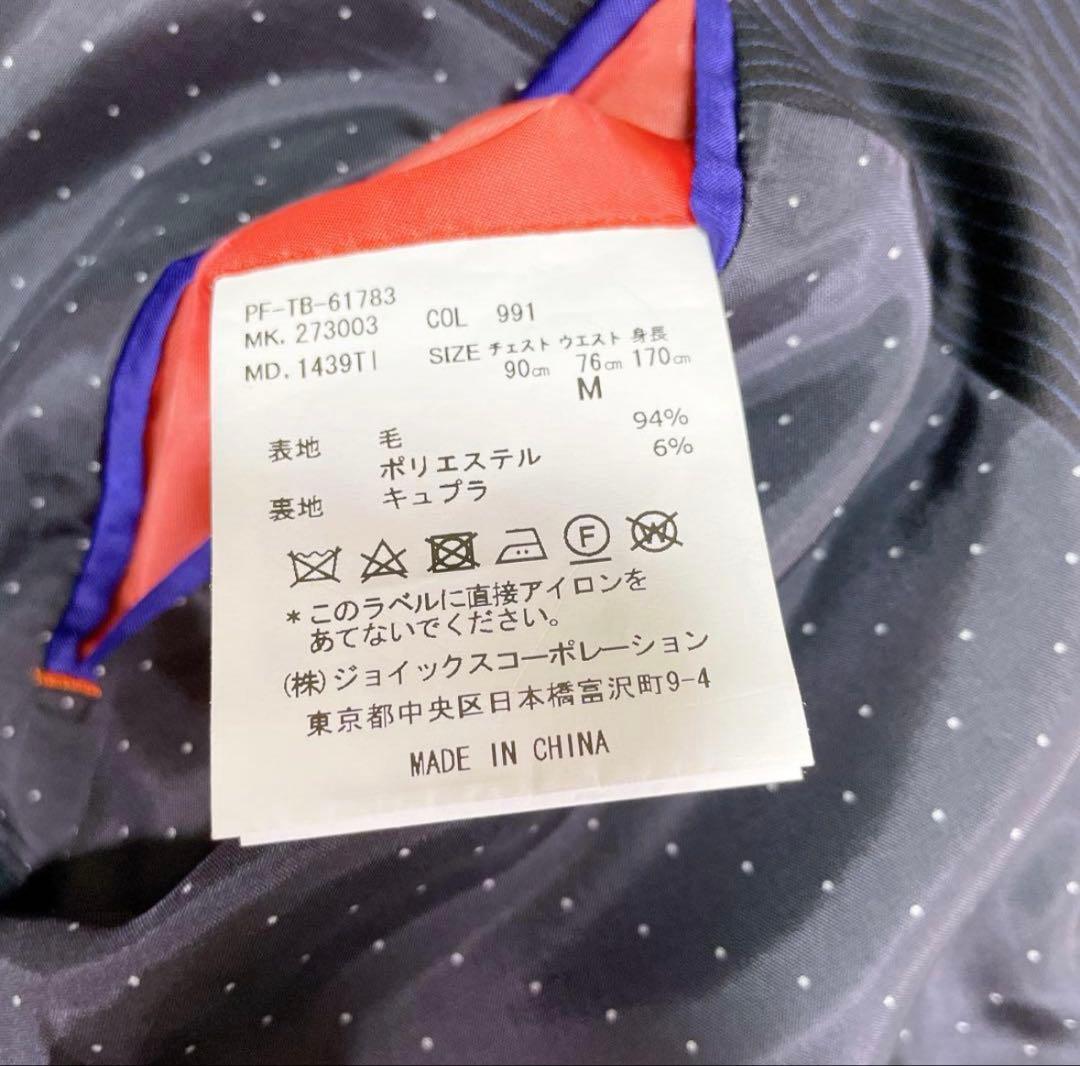 PF-TB-61783
MK. 273003 COL 991
MD. 1439TI SIZE チェスト ウエスト 身長
90㎝ 76㎝ 170㎝
M
表地 毛 94%
ポリエステル 6%
裏地 キュプラ
F W
*このラベルに直接アイロンを
あてないでください。
(株)ジョイックスコーポレーション
東京都中央区日本橋富沢町9-4
MADE IN CHINA